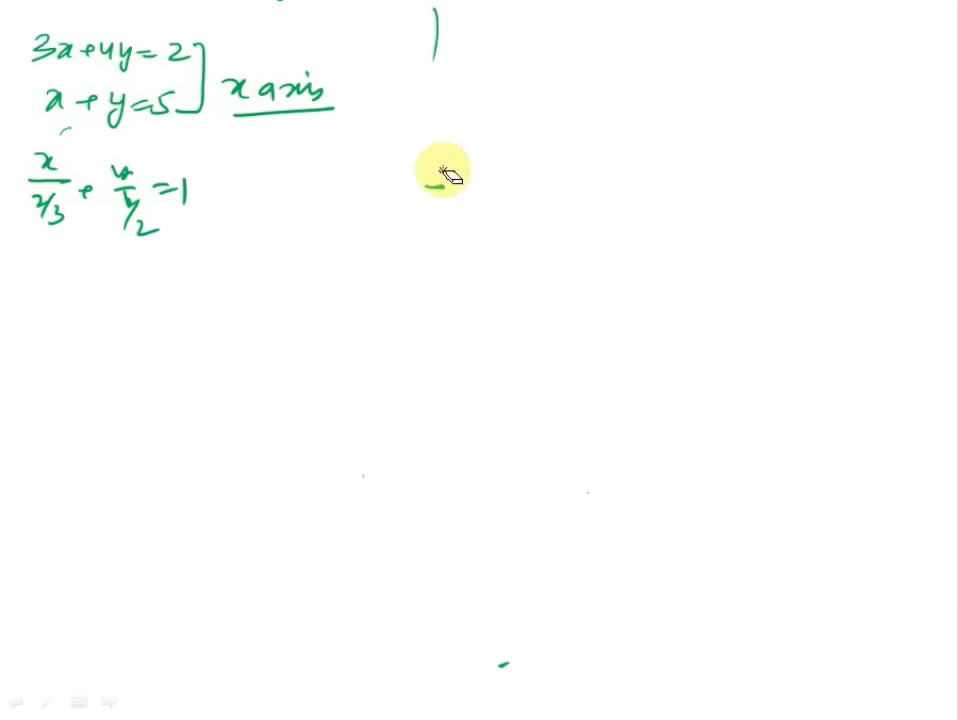 3x+4y=2
x+y=5
x axis
x/(2/3) + y/(1/2) = 1